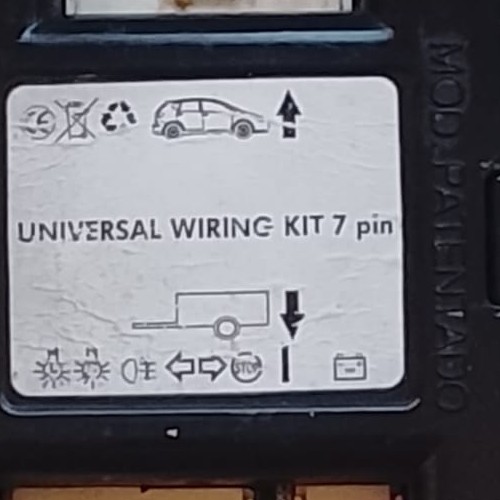 UNIVERSAL WIRING KIT 7 pin
STOP
MOD. PATENTADO